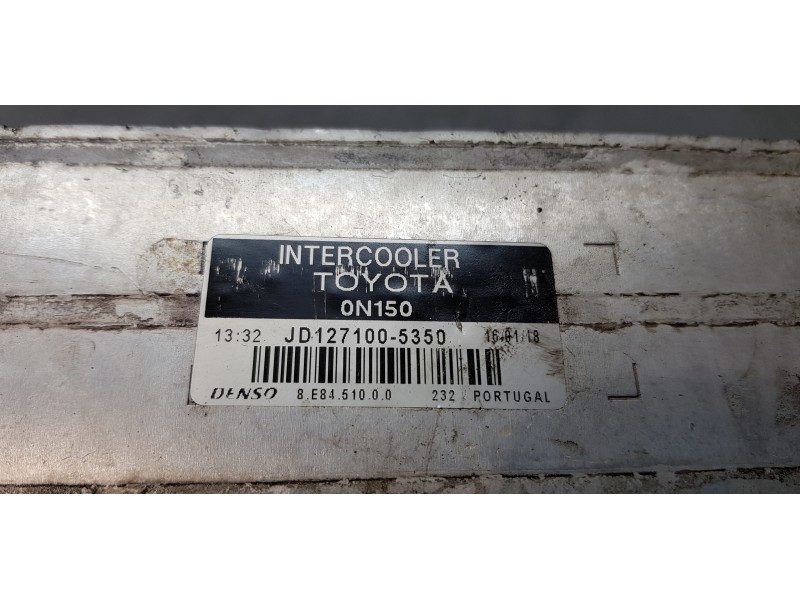 INTERCOOLER
TOYOTA
0N150
13:32 JD127100-5350 16/01/18
DENSO 8.E84.510.0.0 232 PORTUGAL